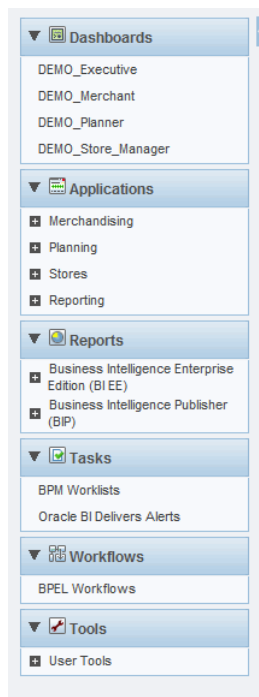 Dashboards
DEMO_Executive
DEMO_Merchant
DEMO_Planner
DEMO_Store_Manager
Applications
Merchandising
Planning
Stores
Reporting
Reports
Business Intelligence Enterprise
Edition (BI EE)
Business Intelligence Publisher
(BIP)
Tasks
BPM Worklists
Oracle BI Delivers Alerts
Workflows
BPEL Workflows
Tools
User Tools